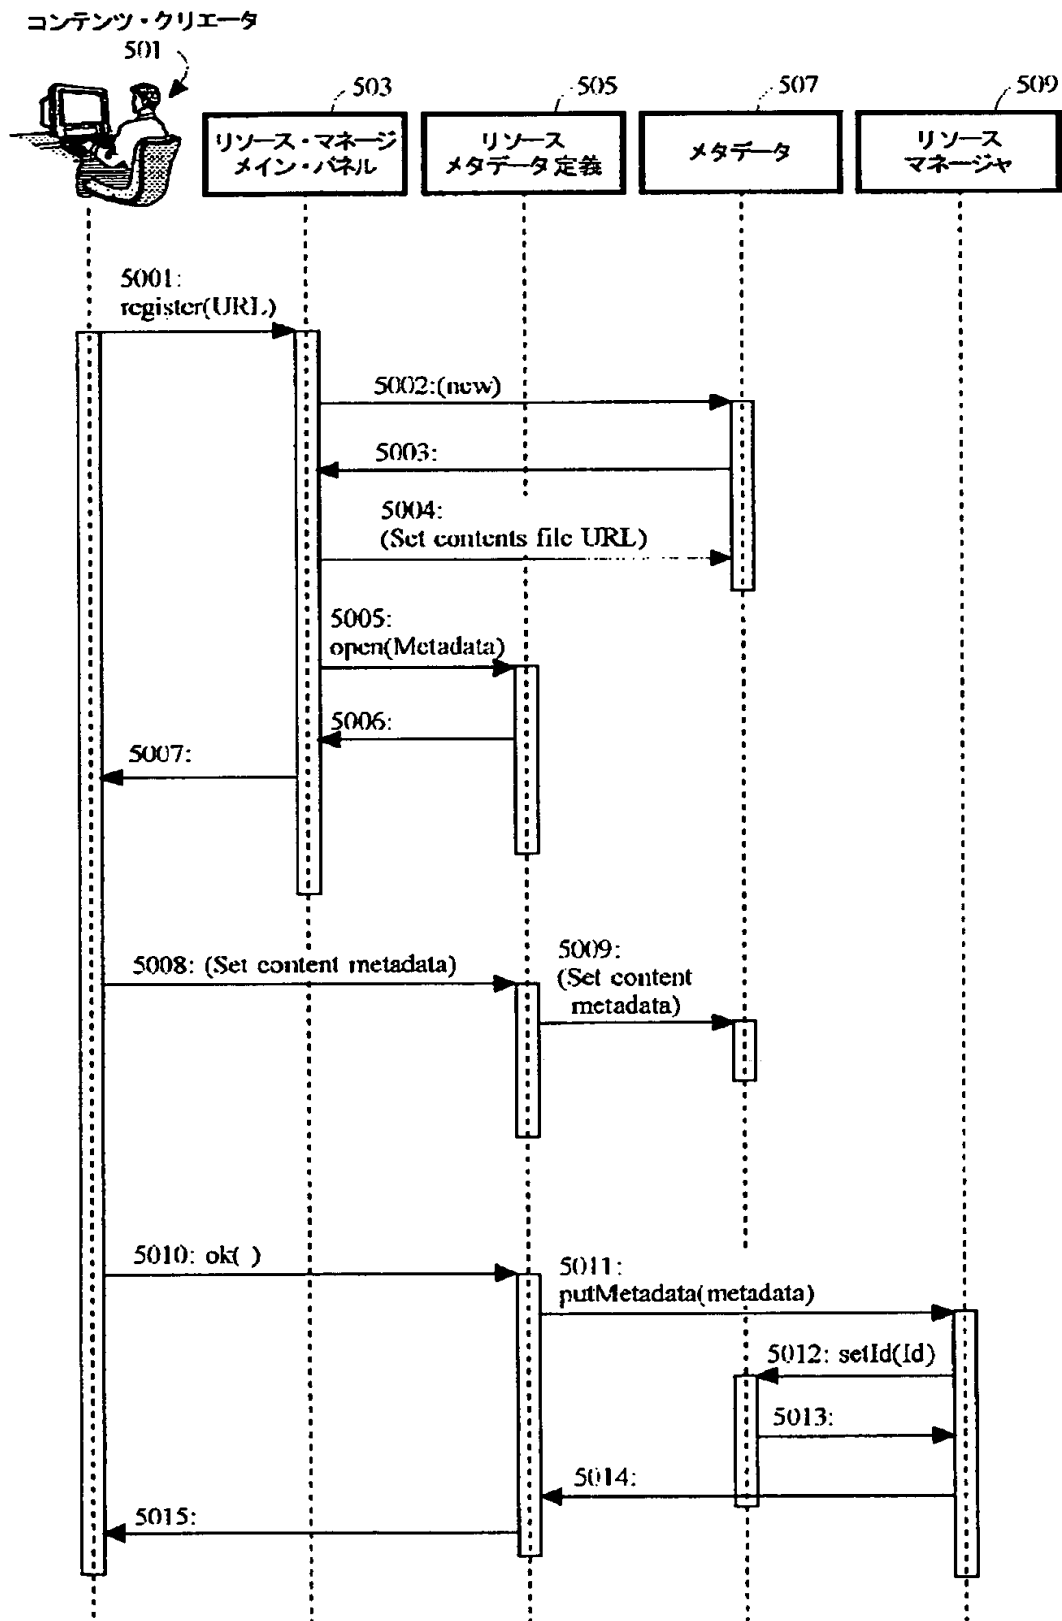 コンテンツ・クリエータ
501
503
505
507
509
リソース・マネージ
メイン・パネル
リソース
メタデータ定義
メタデータ
リソース
マネージャ
5001:
register(URL)
5002:(new)
5003:
5004:
(Set contents file URL)
5005:
open(Metadata)
5006:
5007:
5008: (Set content metadata)
5009:
(Set content
metadata)
5010: ok( )
5011:
putMetadata(metadata)
5012: setId(Id)
5013:
5014:
5015: